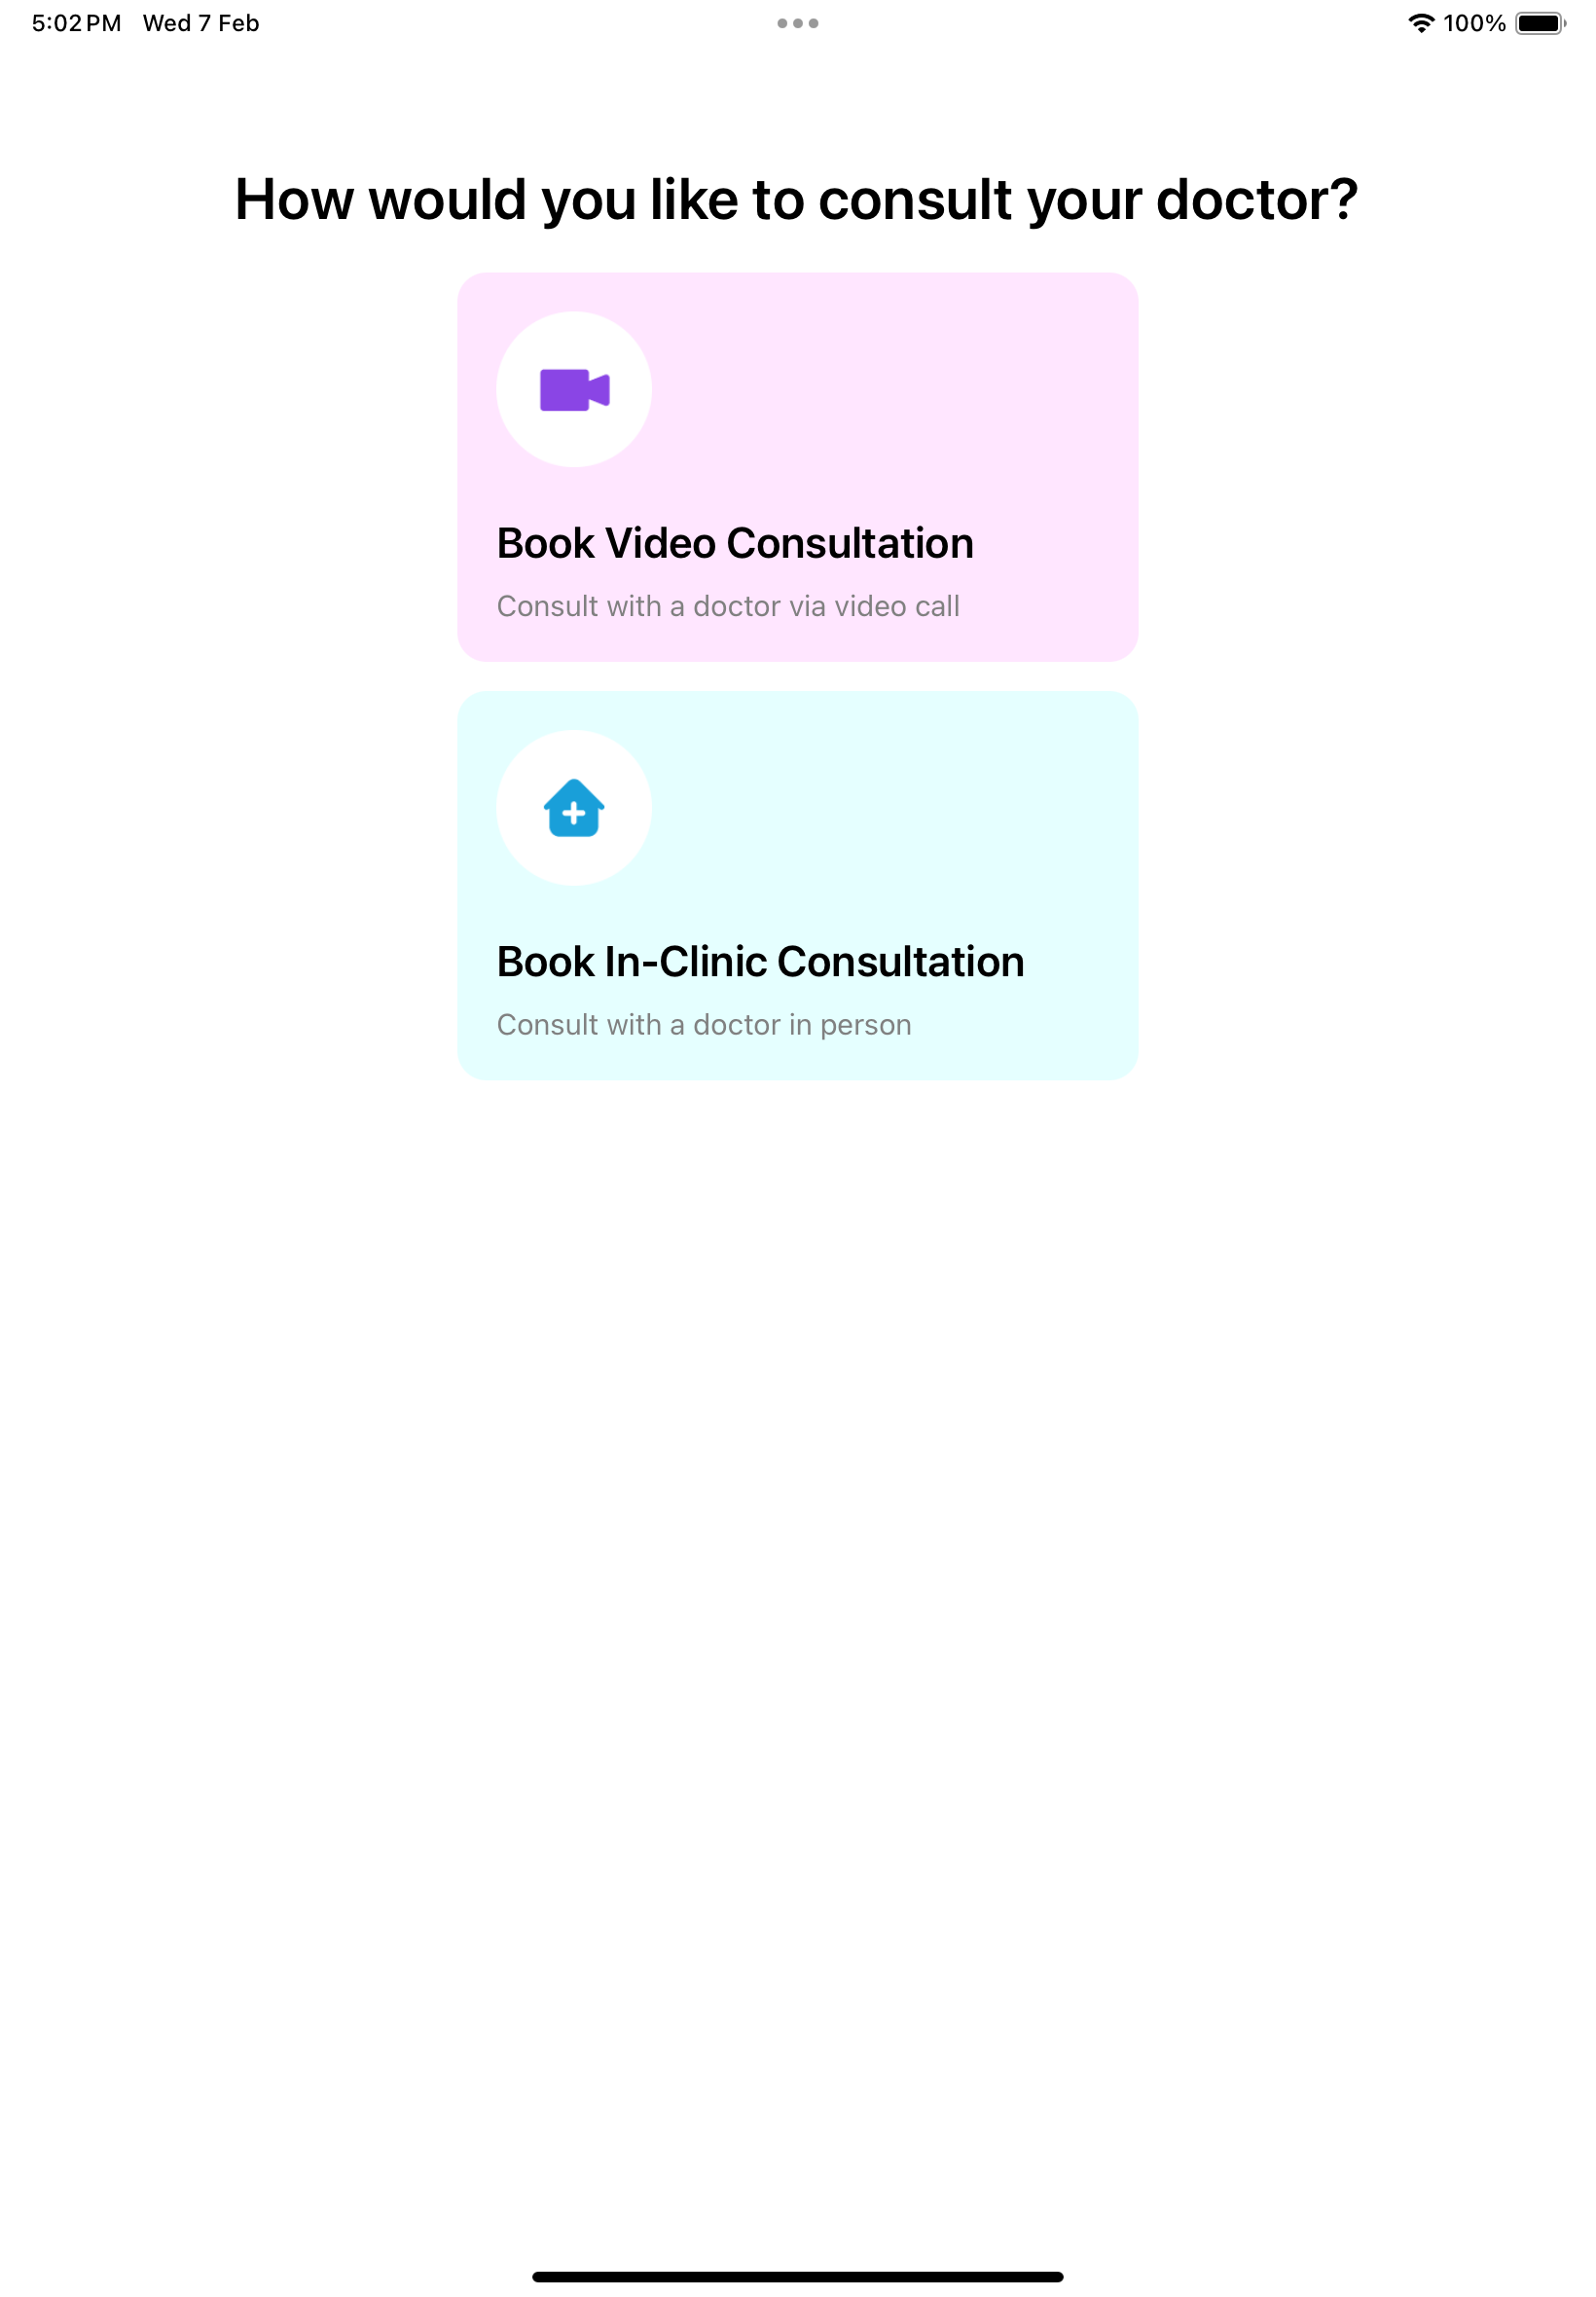 5:02 PM Wed 7 Feb 100%
How would you like to consult your doctor?
Book Video Consultation
Consult with a doctor via video call
Book In-Clinic Consultation
Consult with a doctor in person